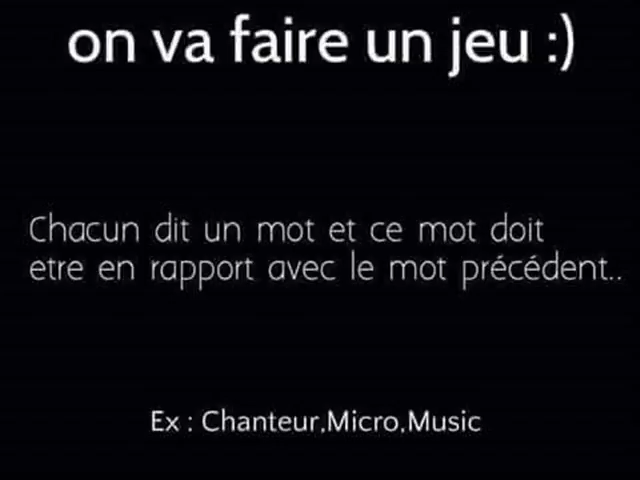 on va faire un jeu :)
Chacun dit un mot et ce mot doit
etre en rapport avec le mot précédent..
Ex : Chanteur,Micro,Music